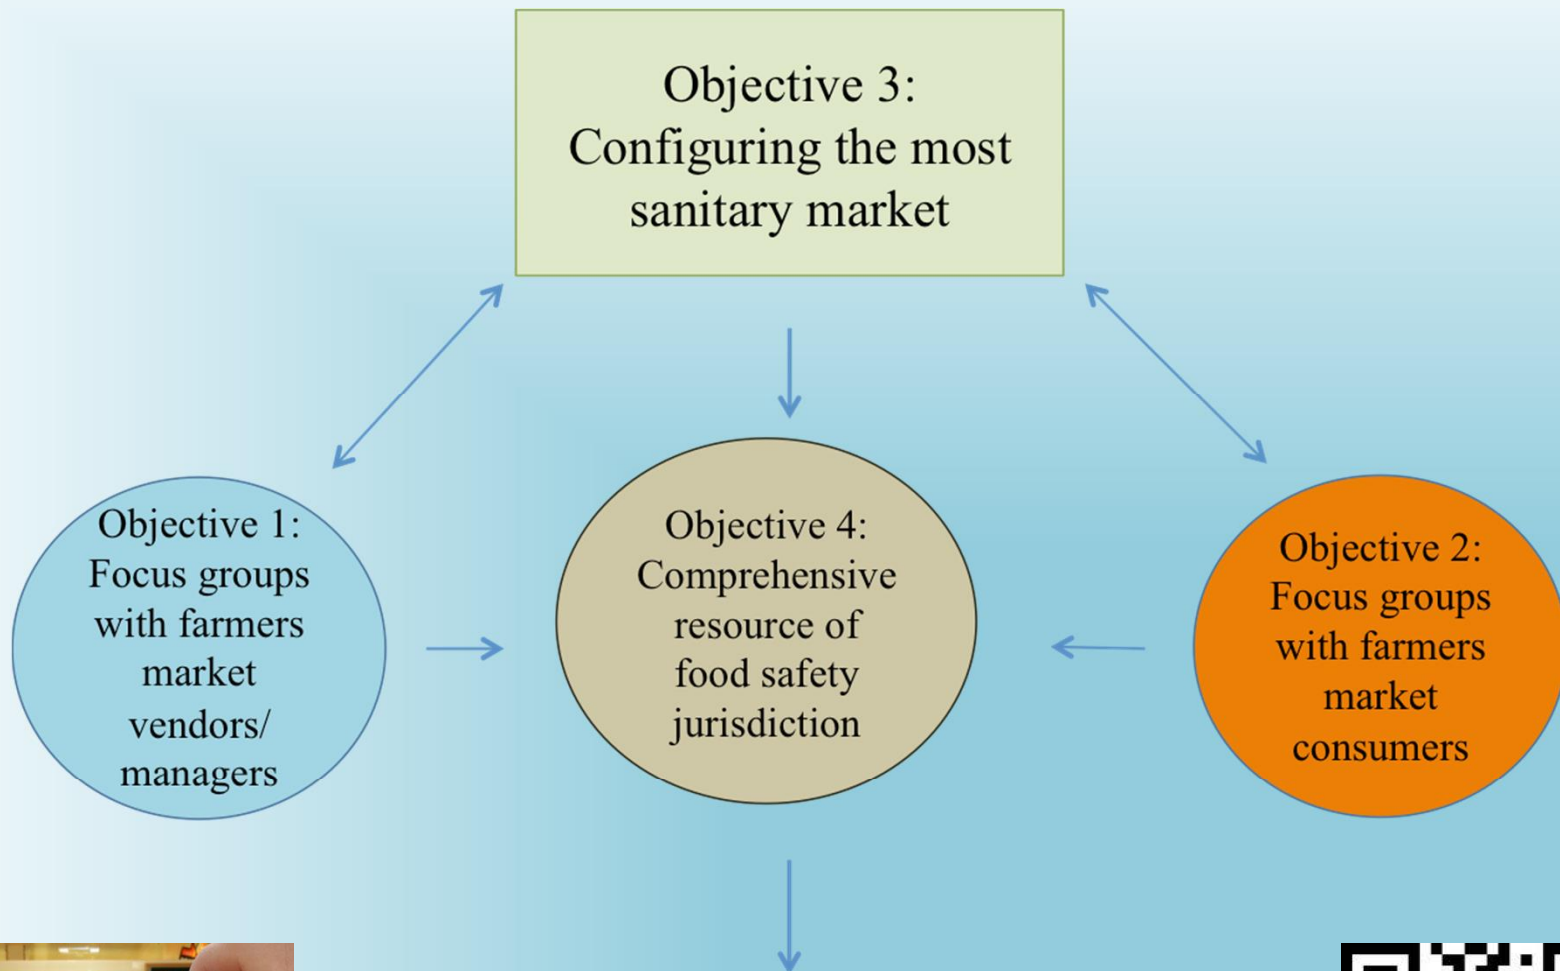 Objective 3:
Configuring the most
sanitary market
Objective 1:
Focus groups
with farmers
market
vendors/
managers
Objective 4:
Comprehensive
resource of
food safety
jurisdiction
Objective 2:
Focus groups
with farmers
market
consumers